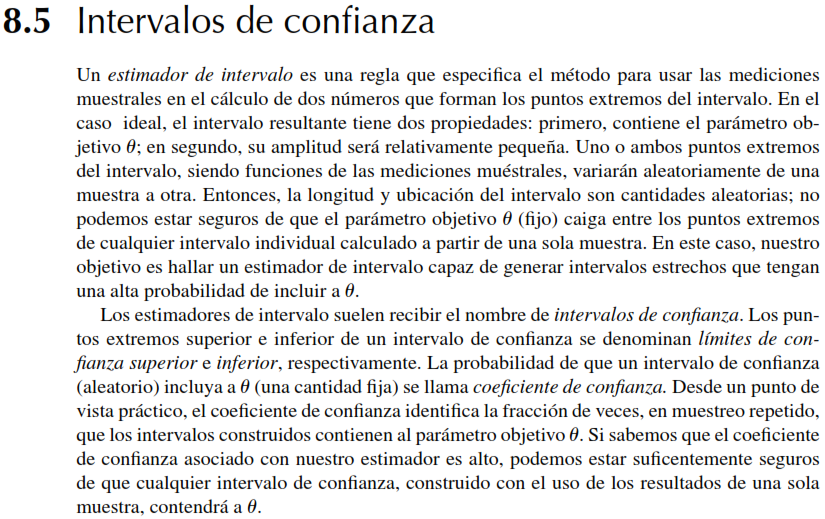 8.5 Intervalos de confianza
Un estimador de intervalo es una regla que especifica el método para usar las mediciones
muestrales en el cálculo de dos números que forman los puntos extremos del intervalo. En el
caso ideal, el intervalo resultante tiene dos propiedades: primero, contiene el parámetro ob-
jetivo θ; en segundo, su amplitud será relativamente pequeña. Uno o ambos puntos extremos
del intervalo, siendo funciones de las mediciones muéstrales, variarán aleatoriamente de una
muestra a otra. Entonces, la longitud y ubicación del intervalo son cantidades aleatorias; no
podemos estar seguros de que el parámetro objetivo θ (fijo) caiga entre los puntos extremos
de cualquier intervalo individual calculado a partir de una sola muestra. En este caso, nuestro
objetivo es hallar un estimador de intervalo capaz de generar intervalos estrechos que tengan
una alta probabilidad de incluir a θ.
Los estimadores de intervalo suelen recibir el nombre de intervalos de confianza. Los pun-
tos extremos superior e inferior de un intervalo de confianza se denominan límites de con-
fianza superior e inferior, respectivamente. La probabilidad de que un intervalo de confianza
(aleatorio) incluya a θ (una cantidad fija) se llama coeficiente de confianza. Desde un punto de
vista práctico, el coeficiente de confianza identifica la fracción de veces, en muestreo repetido,
que los intervalos construidos contienen al parámetro objetivo θ. Si sabemos que el coeficiente
de confianza asociado con nuestro estimador es alto, podemos estar suficentemente seguros
de que cualquier intervalo de confianza, construido con el uso de los resultados de una sola
muestra, contendrá a θ.